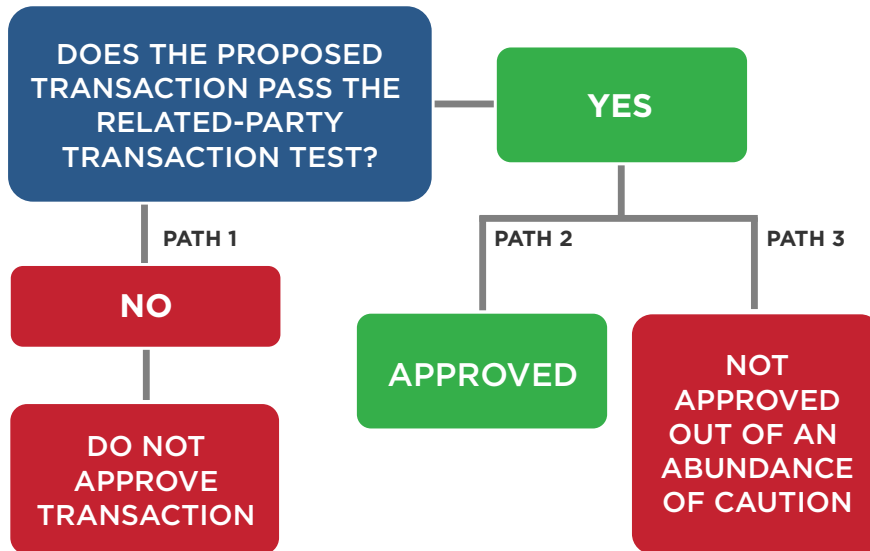 DOES THE PROPOSED
TRANSACTION PASS THE
RELATED-PARTY
TRANSACTION TEST?
YES
PATH 1
PATH 2
PATH 3
NO
APPROVED
DO NOT
APPROVE
TRANSACTION
NOT
APPROVED
OUT OF AN
ABUNDANCE
OF CAUTION